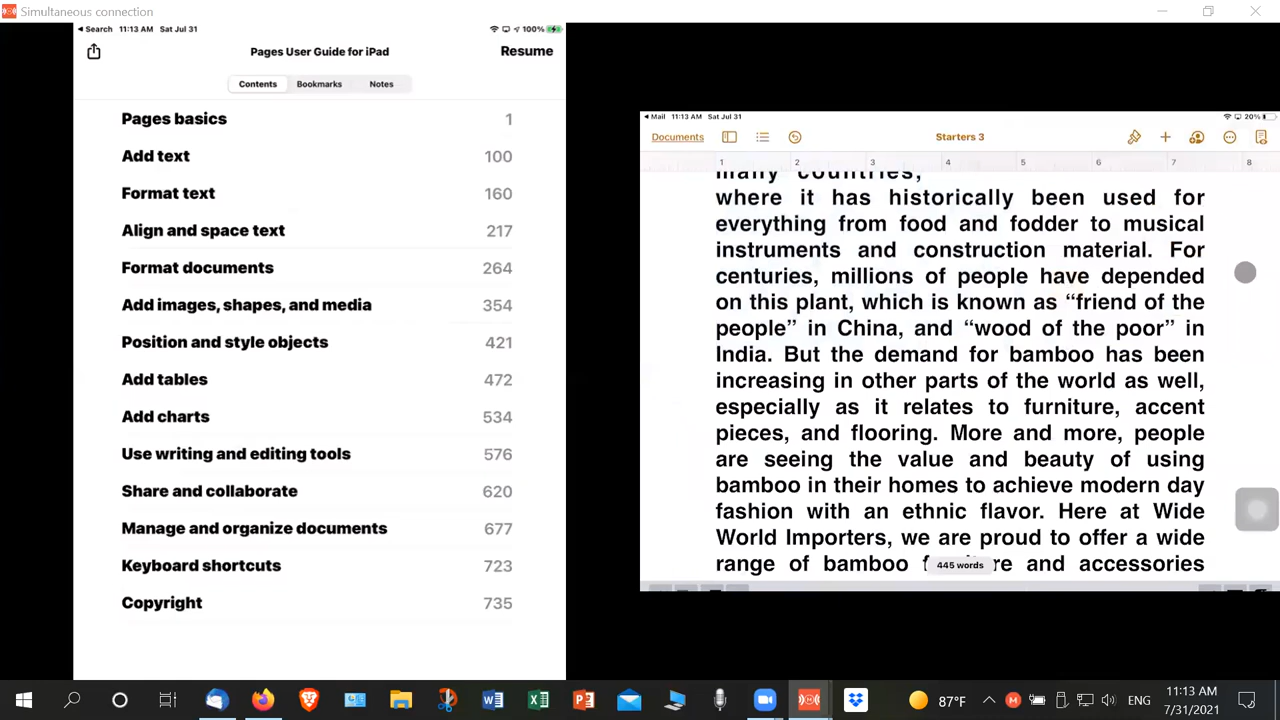 Simultaneous connection
Search 11:13 AM Sat Jul 31
100%
Pages User Guide for iPad
Resume
Contents
Bookmarks
Notes
Pages basics 1
Add text 100
Format text 160
Align and space text 217
Format documents 264
Add images, shapes, and media 354
Position and style objects 421
Add tables 472
Add charts 534
Use writing and editing tools 576
Share and collaborate 620
Manage and organize documents 677
Keyboard shortcuts 723
Copyright 735
Mail 11:13 AM Sat Jul 31
20%
Documents
Starters 3
1 2 3 4 5 6 7 8
many countries,
where it has historically been used for
everything from food and fodder to musical
instruments and construction material. For
centuries, millions of people have depended
on this plant, which is known as “friend of the
people” in China, and “wood of the poor” in
India. But the demand for bamboo has been
increasing in other parts of the world as well,
especially as it relates to furniture, accent
pieces, and flooring. More and more, people
are seeing the value and beauty of using
bamboo in their homes to achieve modern day
fashion with an ethnic flavor. Here at Wide
World Importers, we are proud to offer a wide
range of bamboo and accessories
445 words
87°F
ENG
11:13 AM
7/31/2021